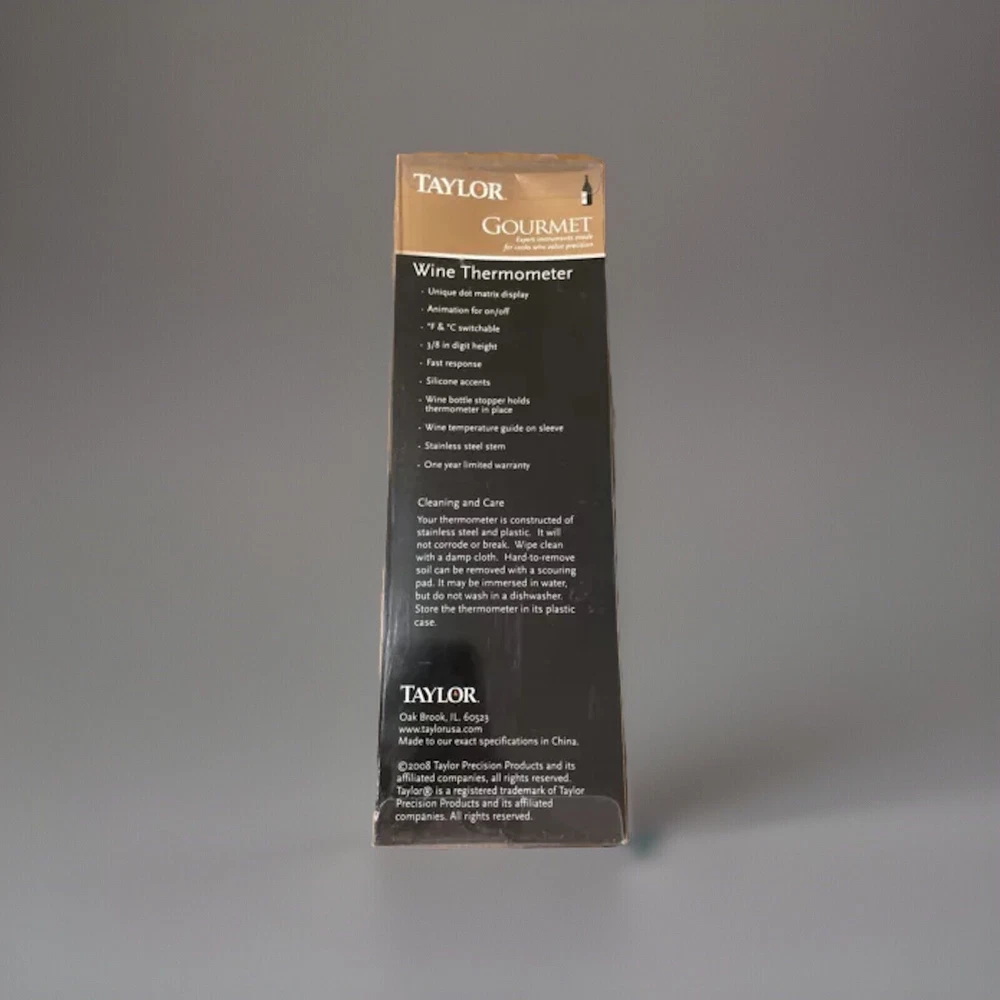 TAYLOR
GOURMET
Expert instruments made
for cooks who value precision
Wine Thermometer
· Unique dot matrix display
· Animation for on/off
· °F & °C switchable
· 3/8 in digit height
· Fast response
· Silicone accents
· Wine bottle stopper holds
thermometer in place
· Wine temperature guide on sleeve
· Stainless steel stem
· One year limited warranty
Cleaning and Care
Your thermometer is constructed of
stainless steel and plastic. It will
not corrode or break. Wipe clean
with a damp cloth. Hard-to-remove
soil can be removed with a scouring
pad. It may be immersed in water,
but do not wash in a dishwasher.
Store the thermometer in its plastic
case.
TAYLOR
Oak Brook, IL. 60523
www.taylorusa.com
Made to our exact specifications in China.
©2008 Taylor Precision Products and its
affiliated companies, all rights reserved.
Taylor® is a registered trademark of Taylor
Precision Products and its affiliated
companies. All rights reserved.